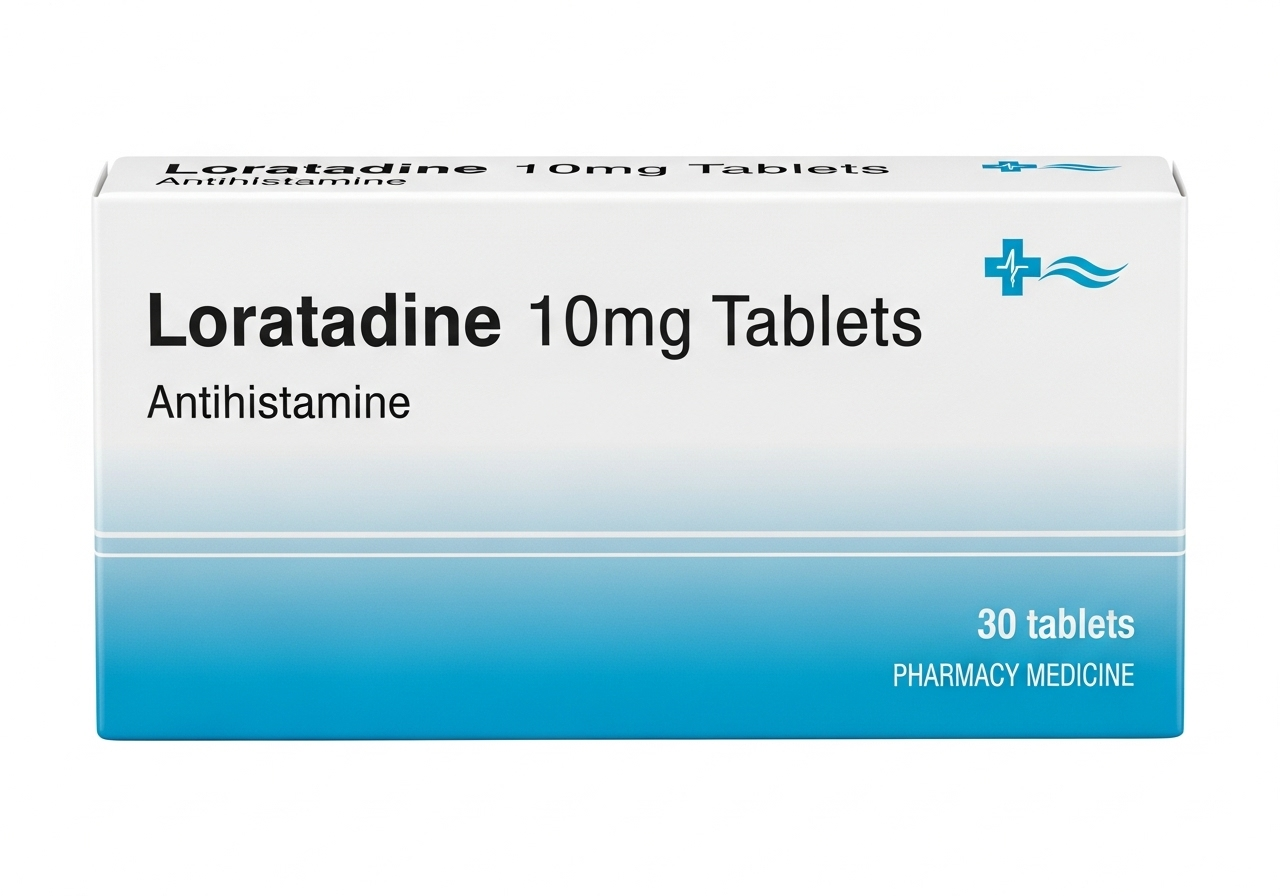 Loratadine 10mg Tablets
Antihistamine
Loratadine 10mg Tablets
Antihistamine
30 tablets
PHARMACY MEDICINE